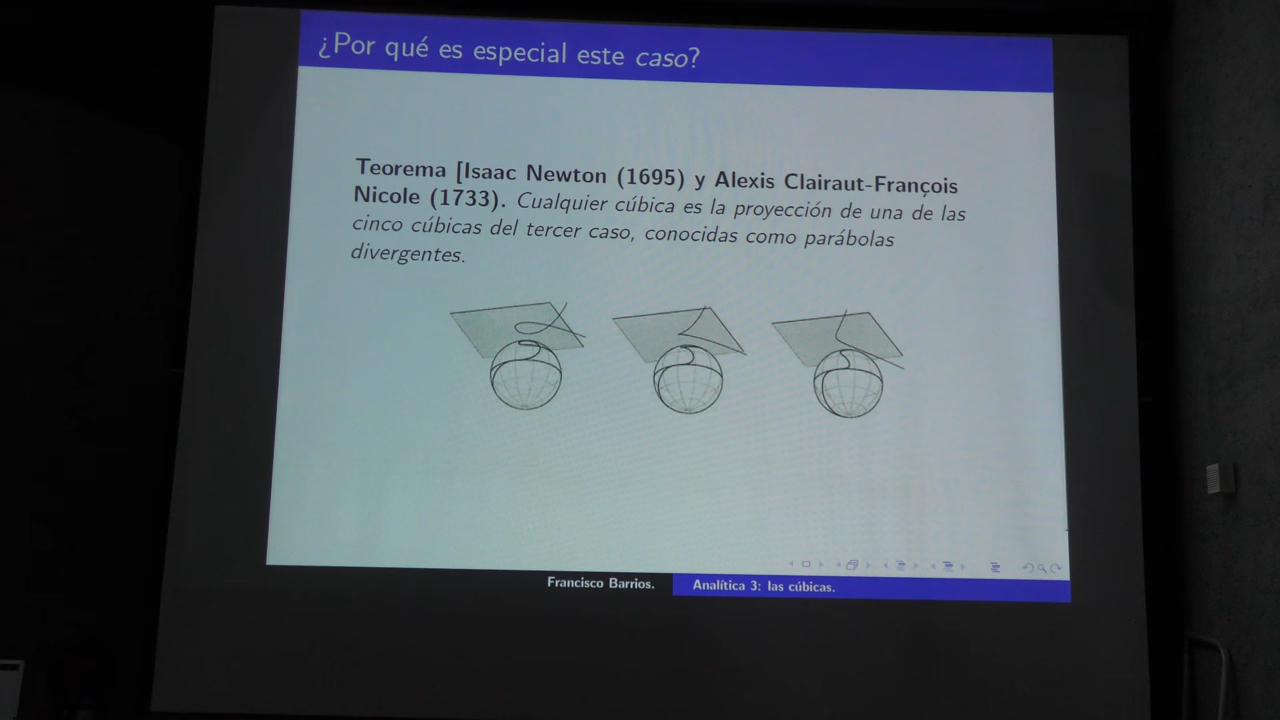 ¿Por qué es especial este caso?
Teorema [Isaac Newton (1695) y Alexis Clairaut-François
Nicole (1733). Cualquier cúbica es la proyección de una de las
cinco cúbicas del tercer caso, conocidas como parábolas
divergentes.
Francisco Barrios.
Analítica 3: las cúbicas.